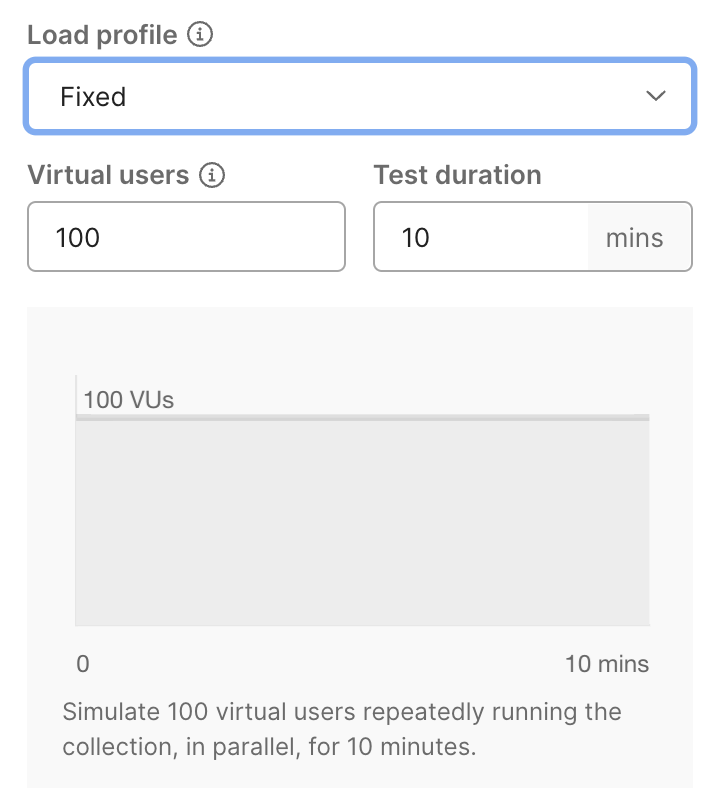 Load profile
Fixed
Virtual users
Test duration
100
10
mins
100 VUs
0
10 mins
Simulate 100 virtual users repeatedly running the
collection, in parallel, for 10 minutes.